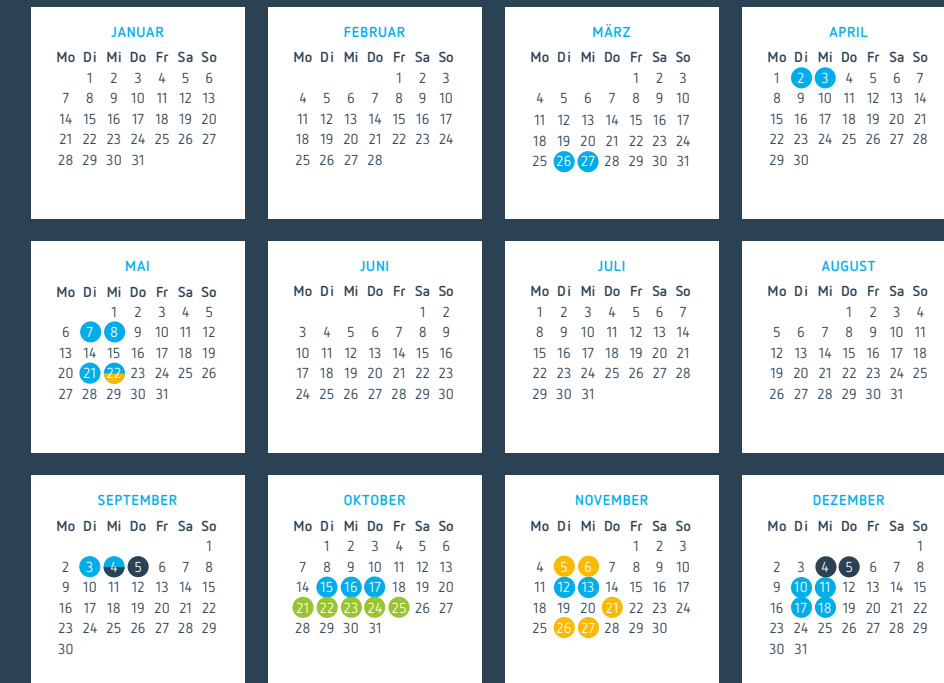 JANUAR
Mo Di Mi Do Fr Sa So
1 2 3 4 5 6
7 8 9 10 11 12 13
14 15 16 17 18 19 20
21 22 23 24 25 26 27
28 29 30 31
FEBRUAR
Mo Di Mi Do Fr Sa So
1 2 3
4 5 6 7 8 9 10
11 12 13 14 15 16 17
18 19 20 21 22 23 24
25 26 27 28
MÄRZ
Mo Di Mi Do Fr Sa So
1 2 3
4 5 6 7 8 9 10
11 12 13 14 15 16 17
18 19 20 21 22 23 24
25 26 27 28 29 30 31
APRIL
Mo Di Mi Do Fr Sa So
1 2 3 4 5 6 7
8 9 10 11 12 13 14
15 16 17 18 19 20 21
22 23 24 25 26 27 28
29 30
MAI
Mo Di Mi Do Fr Sa So
1 2 3 4 5
6 7 8 9 10 11 12
13 14 15 16 17 18 19
20 21 22 23 24 25 26
27 28 29 30 31
JUNI
Mo Di Mi Do Fr Sa So
1 2
3 4 5 6 7 8 9
10 11 12 13 14 15 16
17 18 19 20 21 22 23
24 25 26 27 28 29 30
JULI
Mo Di Mi Do Fr Sa So
1 2 3 4 5 6 7
8 9 10 11 12 13 14
15 16 17 18 19 20 21
22 23 24 25 26 27 28
29 30 31
AUGUST
Mo Di Mi Do Fr Sa So
1 2 3 4
5 6 7 8 9 10 11
12 13 14 15 16 17 18
19 20 21 22 23 24 25
26 27 28 29 30 31
SEPTEMBER
Mo Di Mi Do Fr Sa So
1
2 3 4 5 6 7 8
9 10 11 12 13 14 15
16 17 18 19 20 21 22
23 24 25 26 27 28 29
30
OKTOBER
Mo Di Mi Do Fr Sa So
1 2 3 4 5 6
7 8 9 10 11 12 13
14 15 16 17 18 19 20
21 22 23 24 25 26 27
28 29 30 31
NOVEMBER
Mo Di Mi Do Fr Sa So
1 2 3
4 5 6 7 8 9 10
11 12 13 14 15 16 17
18 19 20 21 22 23 24
25 26 27 28 29 30
DEZEMBER
Mo Di Mi Do Fr Sa So
1
2 3 4 5 6 7 8
9 10 11 12 13 14 15
16 17 18 19 20 21 22
23 24 25 26 27 28 29
30 31